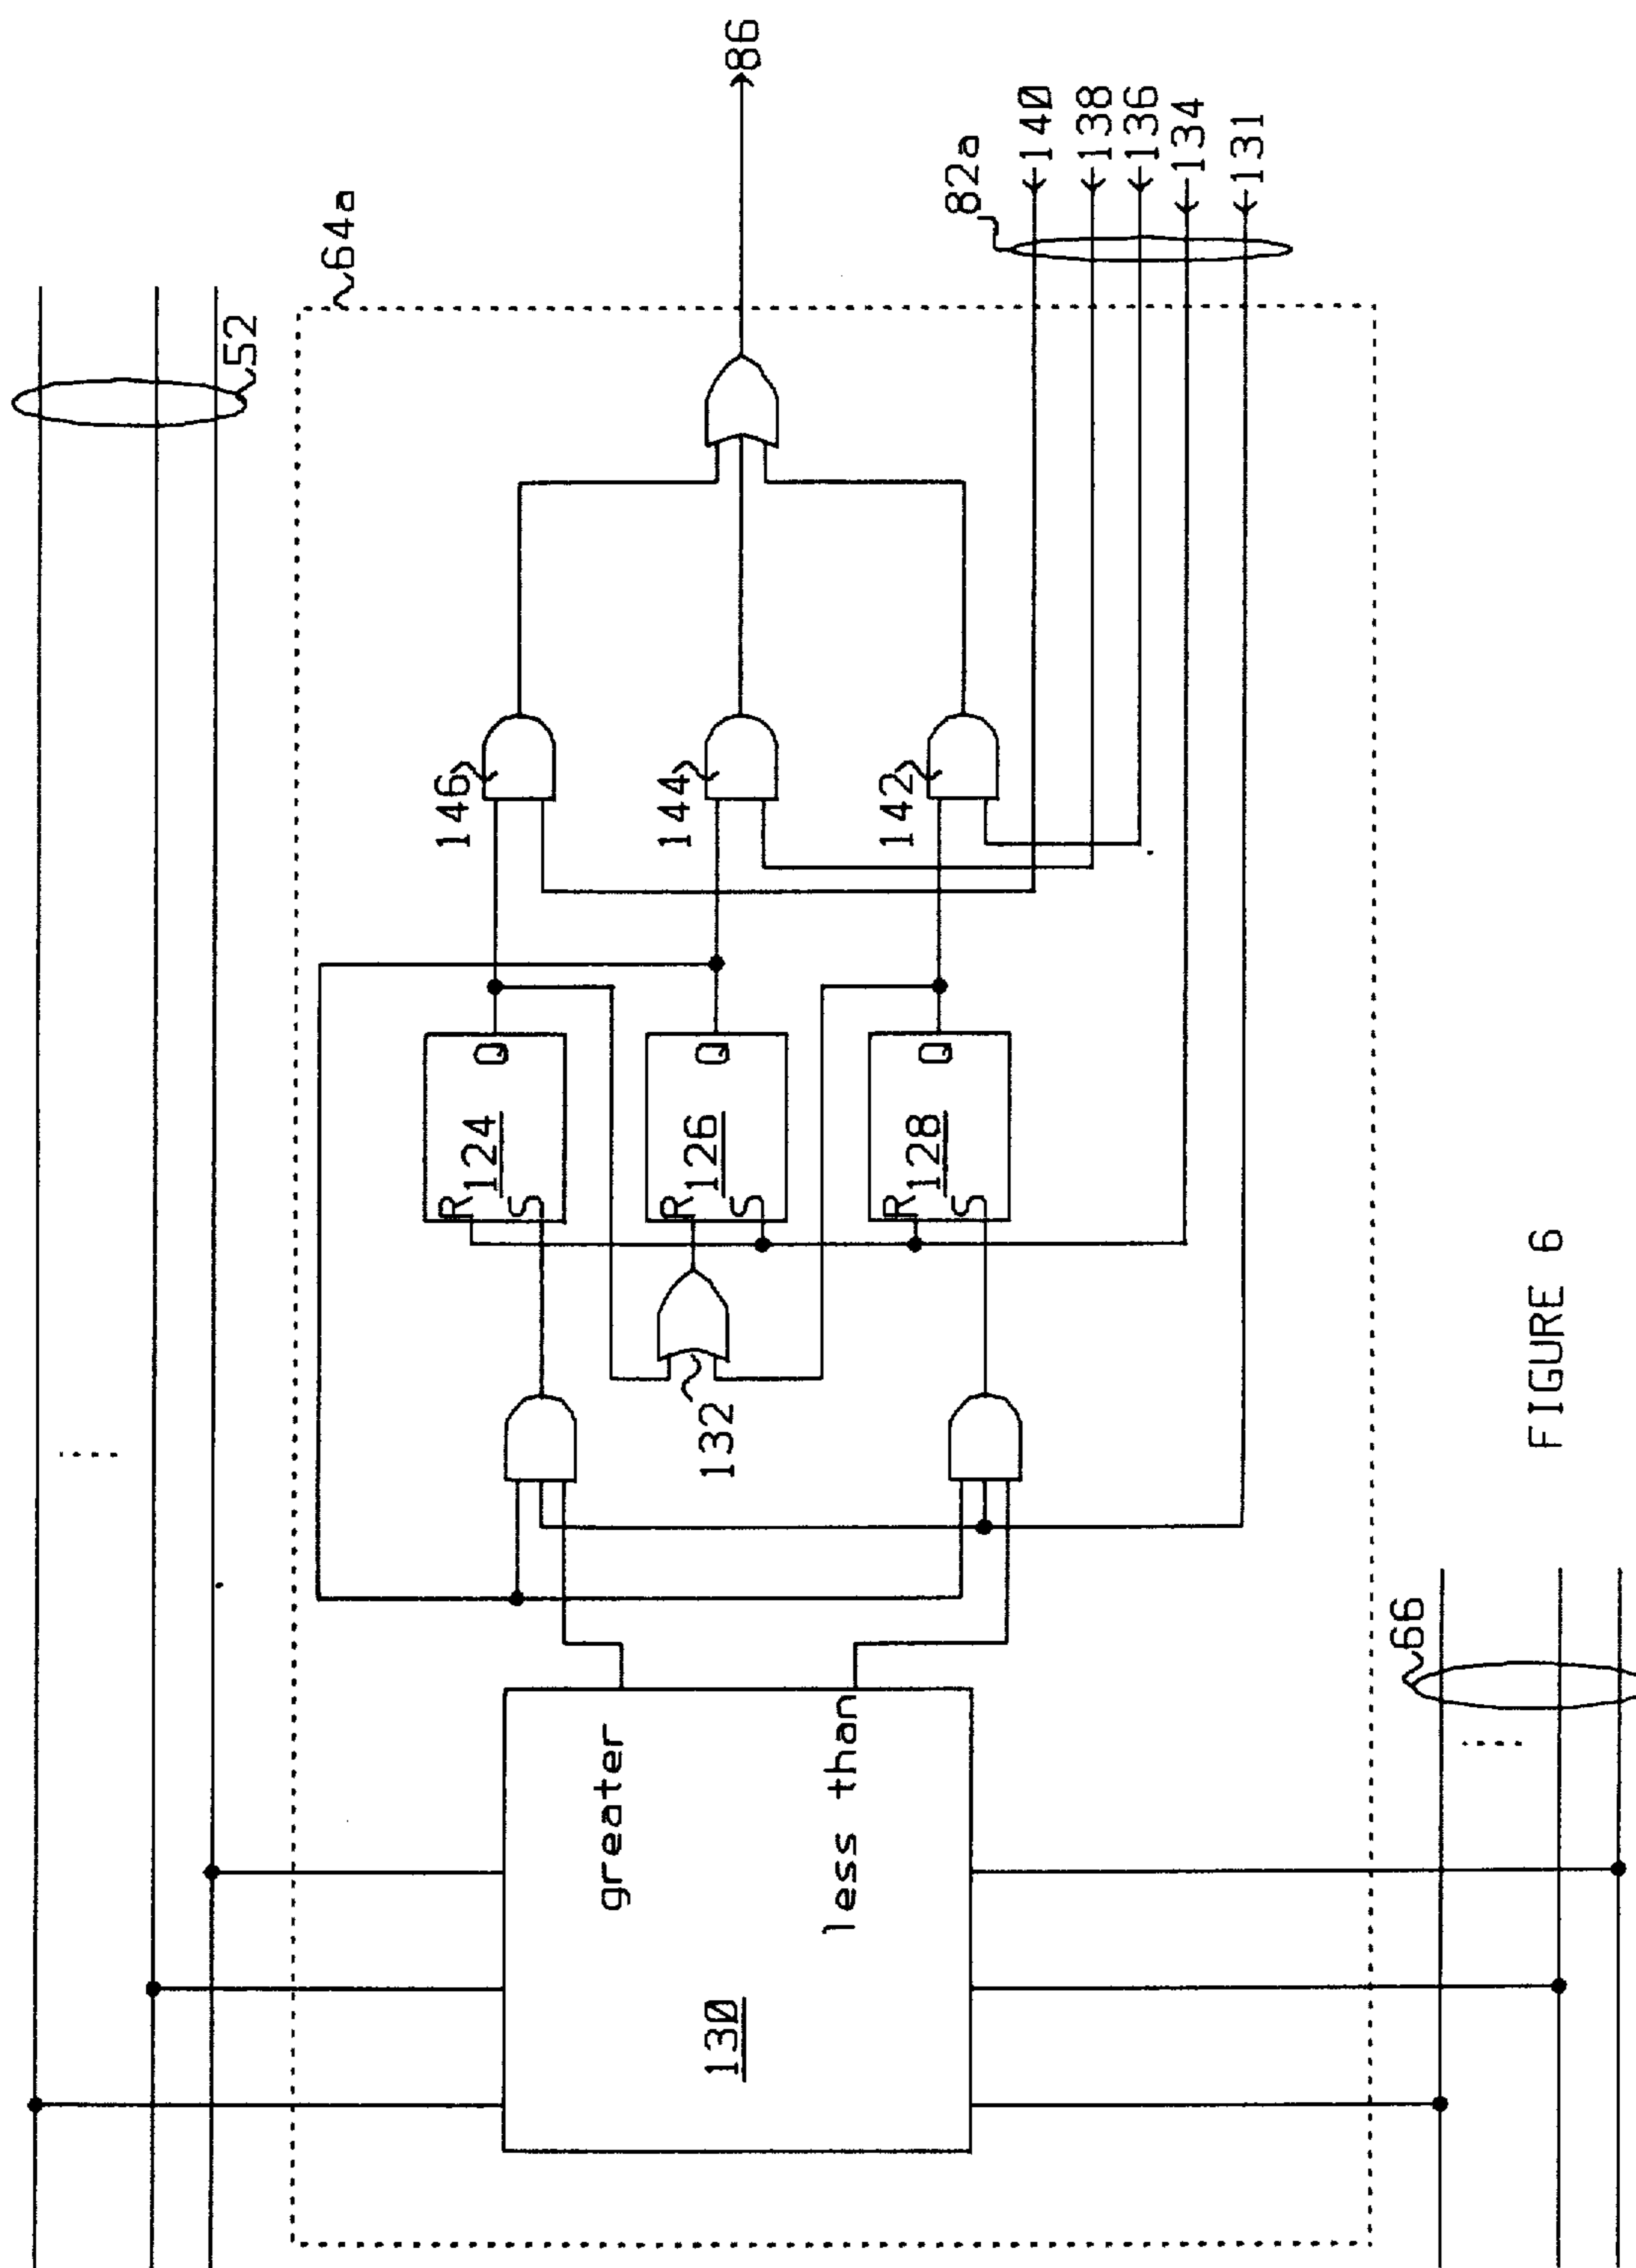 52
64a
86
82a
140
138
136
134
131
146
144
142
R 124 S Q
R 126 S Q
R 128 S Q
132
greater
less than
130
66
FIGURE 6